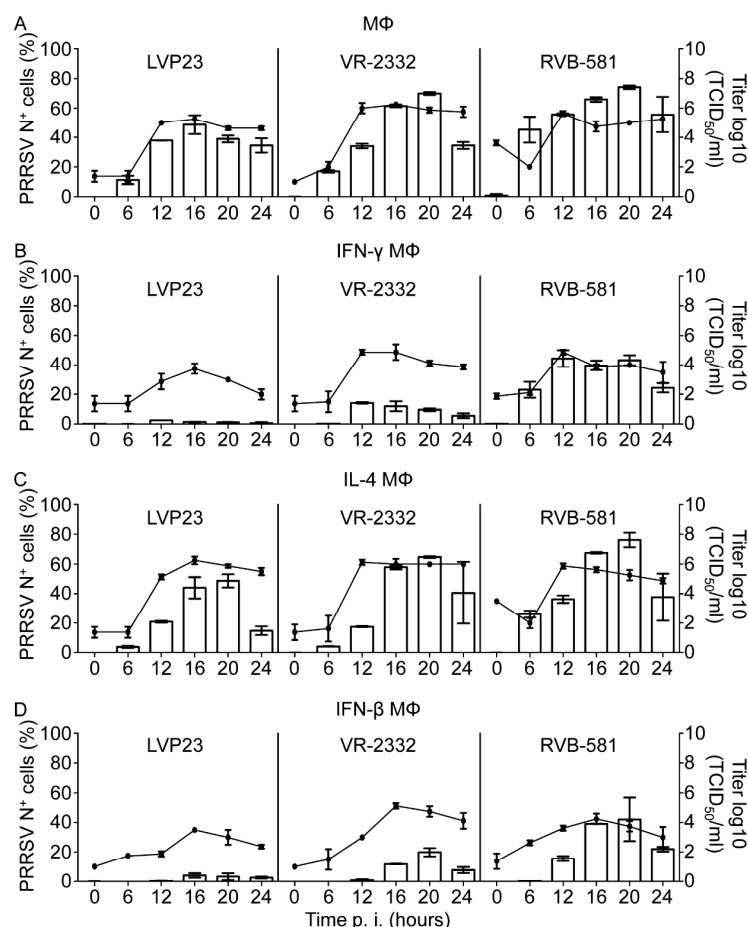 A MΦ
LVP23 VR-2332 RVB-581
PRRSV N⁺ cells (%)
100 80 60 40 20 0
10 8 6 4 2 0
Titer log10
(TCID₅₀/ml)
0 6 12 16 20 24 0 6 12 16 20 24 0 6 12 16 20 24
B IFN-γ MΦ
LVP23 VR-2332 RVB-581
PRRSV N⁺ cells (%)
100 80 60 40 20 0
10 8 6 4 2 0
Titer log10
(TCID₅₀/ml)
0 6 12 16 20 24 0 6 12 16 20 24 0 6 12 16 20 24
C IL-4 MΦ
LVP23 VR-2332 RVB-581
PRRSV N⁺ cells (%)
100 80 60 40 20 0
10 8 6 4 2 0
Titer log10
(TCID₅₀/ml)
0 6 12 16 20 24 0 6 12 16 20 24 0 6 12 16 20 24
D IFN-β MΦ
LVP23 VR-2332 RVB-581
PRRSV N⁺ cells (%)
100 80 60 40 20 0
10 8 6 4 2 0
Titer log10
(TCID₅₀/ml)
0 6 12 16 20 24 0 6 12 16 20 24 0 6 12 16 20 24
Time p. i. (hours)